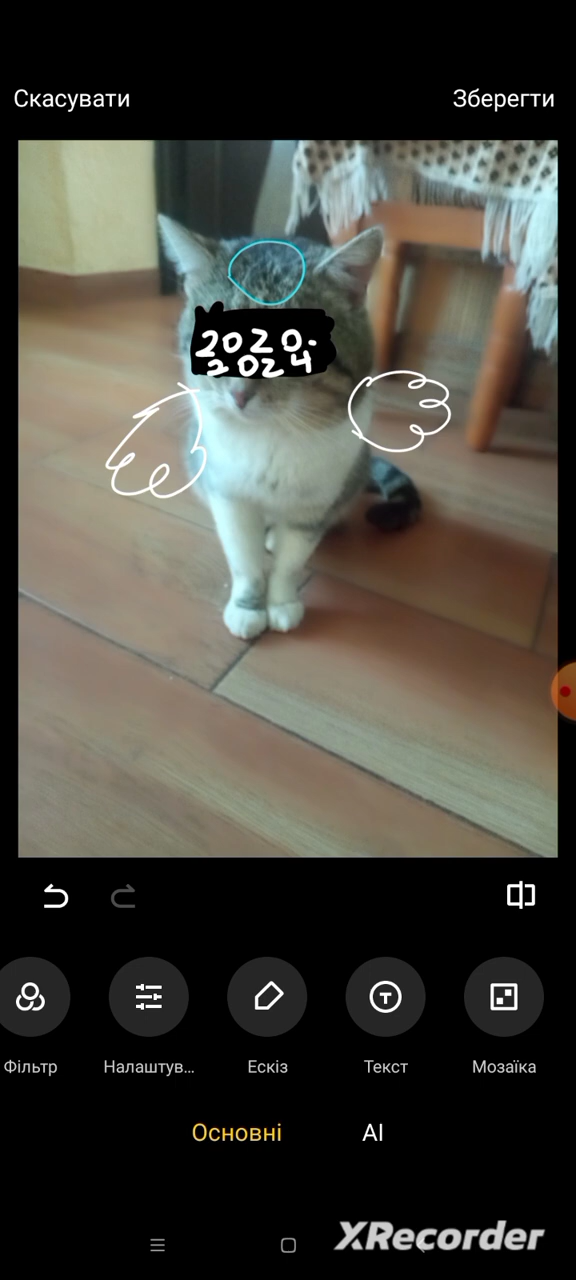 Скасувати
Зберегти
2020-
2024
Фільтр
Налаштув...
Ескіз
Текст
Мозаїка
Основні
AI
XRecorder